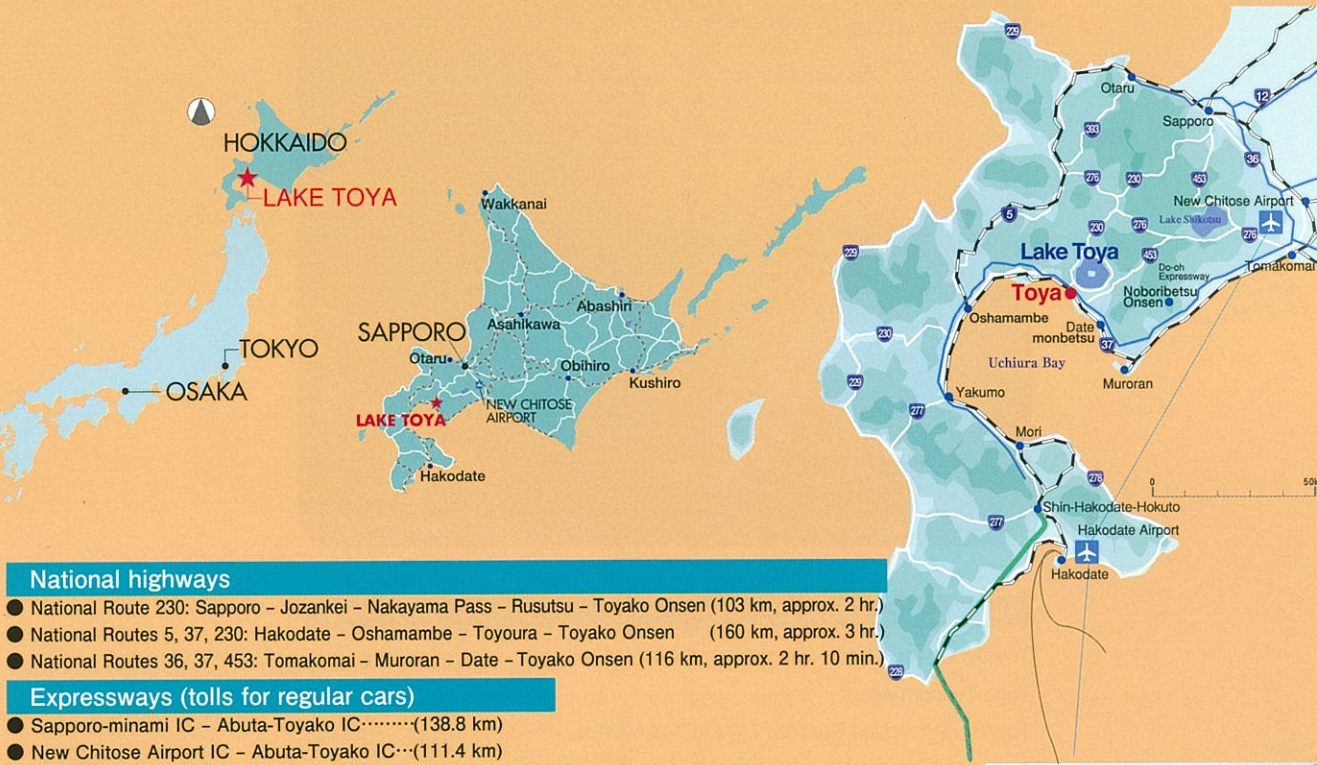 HOKKAIDO
LAKE TOYA
TOKYO
OSAKA
Wakkanai
Abashiri
Asahikawa
SAPPORO
Otaru
Obihiro
Kushiro
NEW CHITOSE
AIRPORT
LAKE TOYA
Hakodate
229
Otaru
12
Sapporo
393
36
276
230
453
New Chitose Airport
5
Lake Shikotsu
230
276
276
229
Lake Toya
453
Do-oh
Expressway
Tomakomai
Toya
Noboribetsu
Onsen
Oshamambe
Date
monbetsu
230
37
Uchiura Bay
Muroran
229
Yakumo
277
Mori
278
0
50k
Shin-Hakodate-Hokuto
277
Hakodate Airport
Hakodate
228
National highways
● National Route 230: Sapporo – Jozankei – Nakayama Pass – Rusutsu – Toyako Onsen (103 km, approx. 2 hr.)
● National Routes 5, 37, 230: Hakodate – Oshamambe – Toyoura – Toyako Onsen (160 km, approx. 3 hr.)
● National Routes 36, 37, 453: Tomakomai – Muroran – Date – Toyako Onsen (116 km, approx. 2 hr. 10 min.)
Expressways (tolls for regular cars)
● Sapporo-minami IC – Abuta-Toyako IC·········(138.8 km)
● New Chitose Airport IC – Abuta-Toyako IC···(111.4 km)